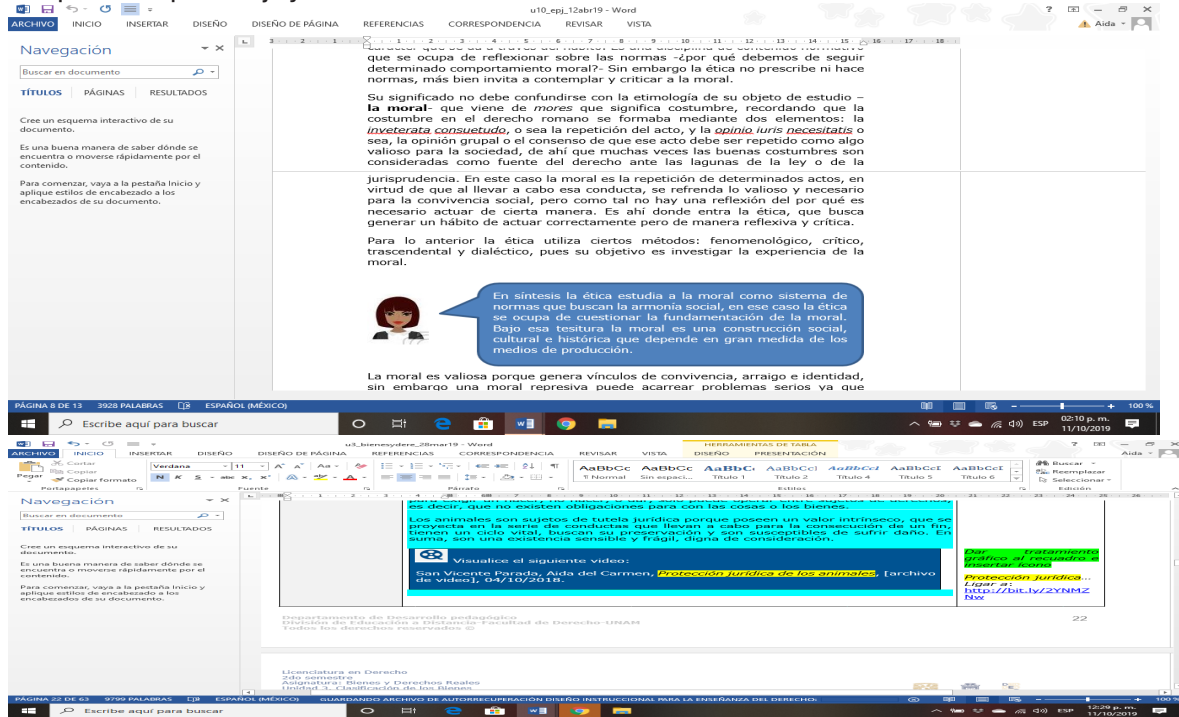 u10_epj_12abr19 - Word
ARCHIVO INICIO INSERTAR DISEÑO DISEÑO DE PÁGINA REFERENCIAS CORRESPONDENCIA REVISAR VISTA
Aida
Navegación
Buscar en documento
TÍTULOS PÁGINAS RESULTADOS
Cree un esquema interactivo de su
documento.
Es una buena manera de saber dónde se
encuentra o moverse rápidamente por el
contenido.
Para comenzar, vaya a la pestaña Inicio y
aplique estilos de encabezado a los
encabezados de su documento.
que se ocupa de reflexionar sobre las normas -¿por qué debemos de seguir
determinado comportamiento moral?- Sin embargo la ética no prescribe ni hace
normas, más bien invita a contemplar y criticar a la moral.
Su significado no debe confundirse con la etimología de su objeto de estudio –
la moral- que viene de mores que significa costumbre, recordando que la
costumbre en el derecho romano se formaba mediante dos elementos: la
inveterata consuetudo, o sea la repetición del acto, y la opinio iuris necesitatis o
sea, la opinión grupal o el consenso de que ese acto debe ser repetido como algo
valioso para la sociedad, de ahí que muchas veces las buenas costumbres son
consideradas como fuente del derecho ante las lagunas de la ley o de la
jurisprudencia. En este caso la moral es la repetición de determinados actos, en
virtud de que al llevar a cabo esa conducta, se refrenda lo valioso y necesario
para la convivencia social, pero como tal no hay una reflexión del por qué es
necesario actuar de cierta manera. Es ahí donde entra la ética, que busca
generar un hábito de actuar correctamente pero de manera reflexiva y crítica.
Para lo anterior la ética utiliza ciertos métodos: fenomenológico, crítico,
trascendental y dialéctico, pues su objetivo es investigar la experiencia de la
moral.
En síntesis la ética estudia a la moral como sistema de
normas que buscan la armonía social, en ese caso la ética
se ocupa de cuestionar la fundamentación de la moral.
Bajo esa tesitura la moral es una construcción social,
cultural e histórica que depende en gran medida de los
medios de producción.
La moral es valiosa porque genera vínculos de convivencia, arraigo e identidad,
sin embargo una moral represiva puede acarrear problemas serios ya que
PÁGINA 8 DE 13 3928 PALABRAS ESPAÑOL (MÉXICO) 100 %
Escribe aquí para buscar
ESP 02:10 p. m.
11/10/2019
u3_bienesydere_28mar19 - Word HERRAMIENTAS DE TABLA
ARCHIVO INICIO INSERTAR DISEÑO DISEÑO DE PÁGINA REFERENCIAS CORRESPONDENCIA REVISAR VISTA DISEÑO PRESENTACIÓN Aida
Pegar Cortar Copiar Copiar formato
Verdana 11
N K S abc
AaBbCc AaBbCc AaBbC AaBbCc AaBbCcI AaBbCcI AaBbCcI
1 Normal Sin espaci... Título 1 Título 2 Título 4 Título 5 Título 6
Buscar Reemplazar Seleccionar
Portapapeles Fuente Párrafo Estilos Edición
Navegación
Buscar en documento
TÍTULOS PÁGINAS RESULTADOS
Cree un esquema interactivo de su
documento.
Es una buena manera de saber dónde se
encuentra o moverse rápidamente por el
contenido.
Para comenzar, vaya a la pestaña Inicio y
aplique estilos de encabezado a los
encabezados de su documento.
es decir, que no existen obligaciones para con las cosas o los bienes.
Los animales son sujetos de tutela jurídica porque poseen un valor intrínseco, que se
proyecta en la serie de conductas que llevan a cabo para la consecución de un fin,
tienen un ciclo vital, buscan su preservación y son susceptibles de sufrir daño. En
suma, son una existencia sensible y frágil, digna de consideración.
Visualice el siguiente video:
San Vicente Parada, Aida del Carmen, Protección jurídica de los animales, [archivo
de video], 04/10/2018.
Dar tratamiento
gráfico al recuadro e
insertar ícono
Protección jurídica...
Ligar a:
http://bit.ly/2YNMZ
Nw
Departamento de Desarrollo pedagógico
División de Educación a Distancia-Facultad de Derecho-UNAM
Todos los derechos reservados ©
22
Licenciatura en Derecho
2do semestre
Asignatura: Bienes y Derechos Reales
Unidad 3. Clasificación de los Bienes
PÁGINA 22 DE 63 9799 PALABRAS ESPAÑOL (MÉXICO) GUARDANDO ARCHIVO DE AUTORRECUPERACIÓN DISEÑO INSTRUCCIONAL PARA LA ENSEÑANZA DEL DERECHO: 100 %
Escribe aquí para buscar
ESP 12:29 p. m.
11/10/2019